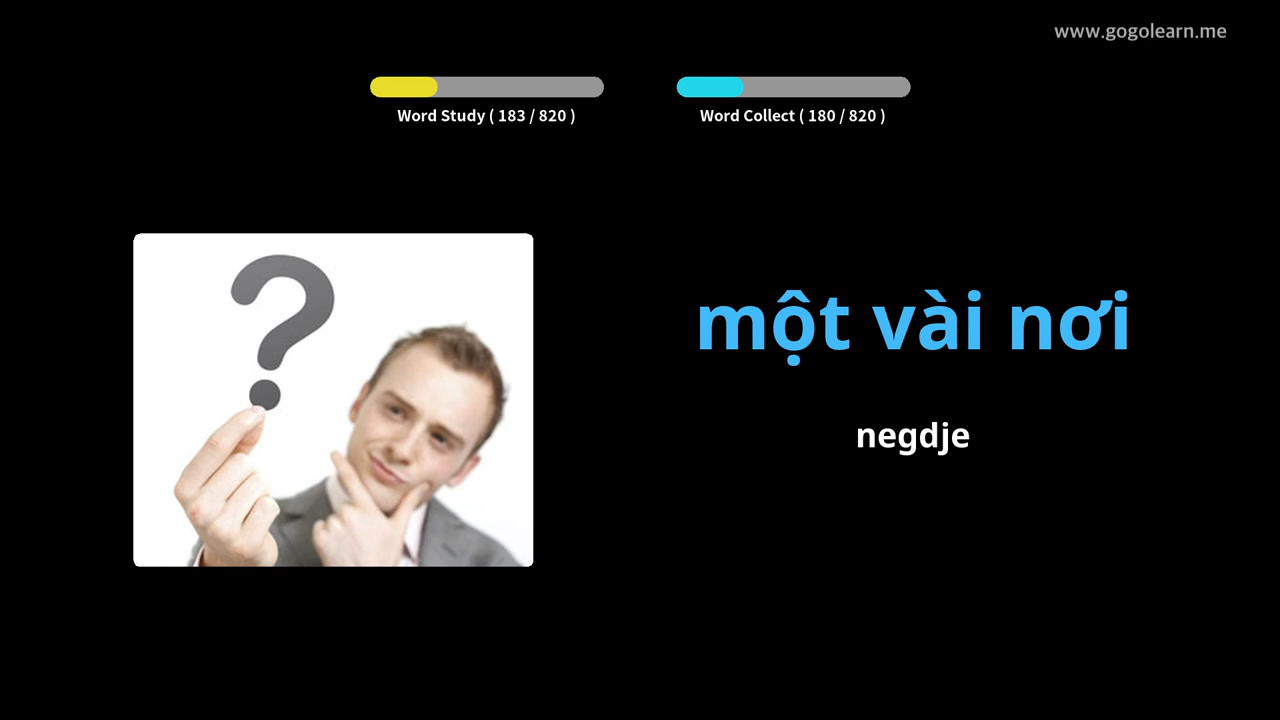 www.gogolearn.me
Word Study ( 183 / 820 )
Word Collect ( 180 / 820 )
?
một vài nơi
negdje